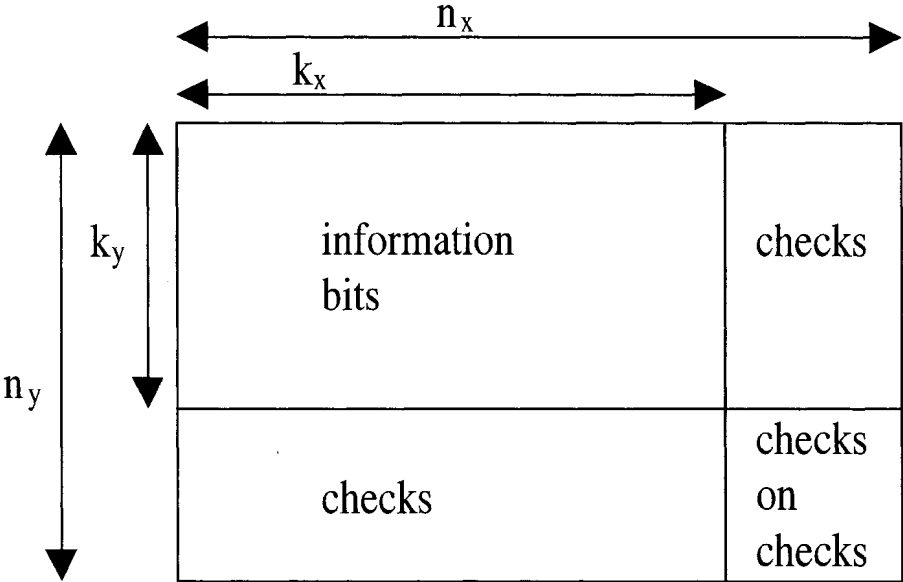 n_x
k_x
k_y
information
bits
checks
n_y
checks
checks
on
checks